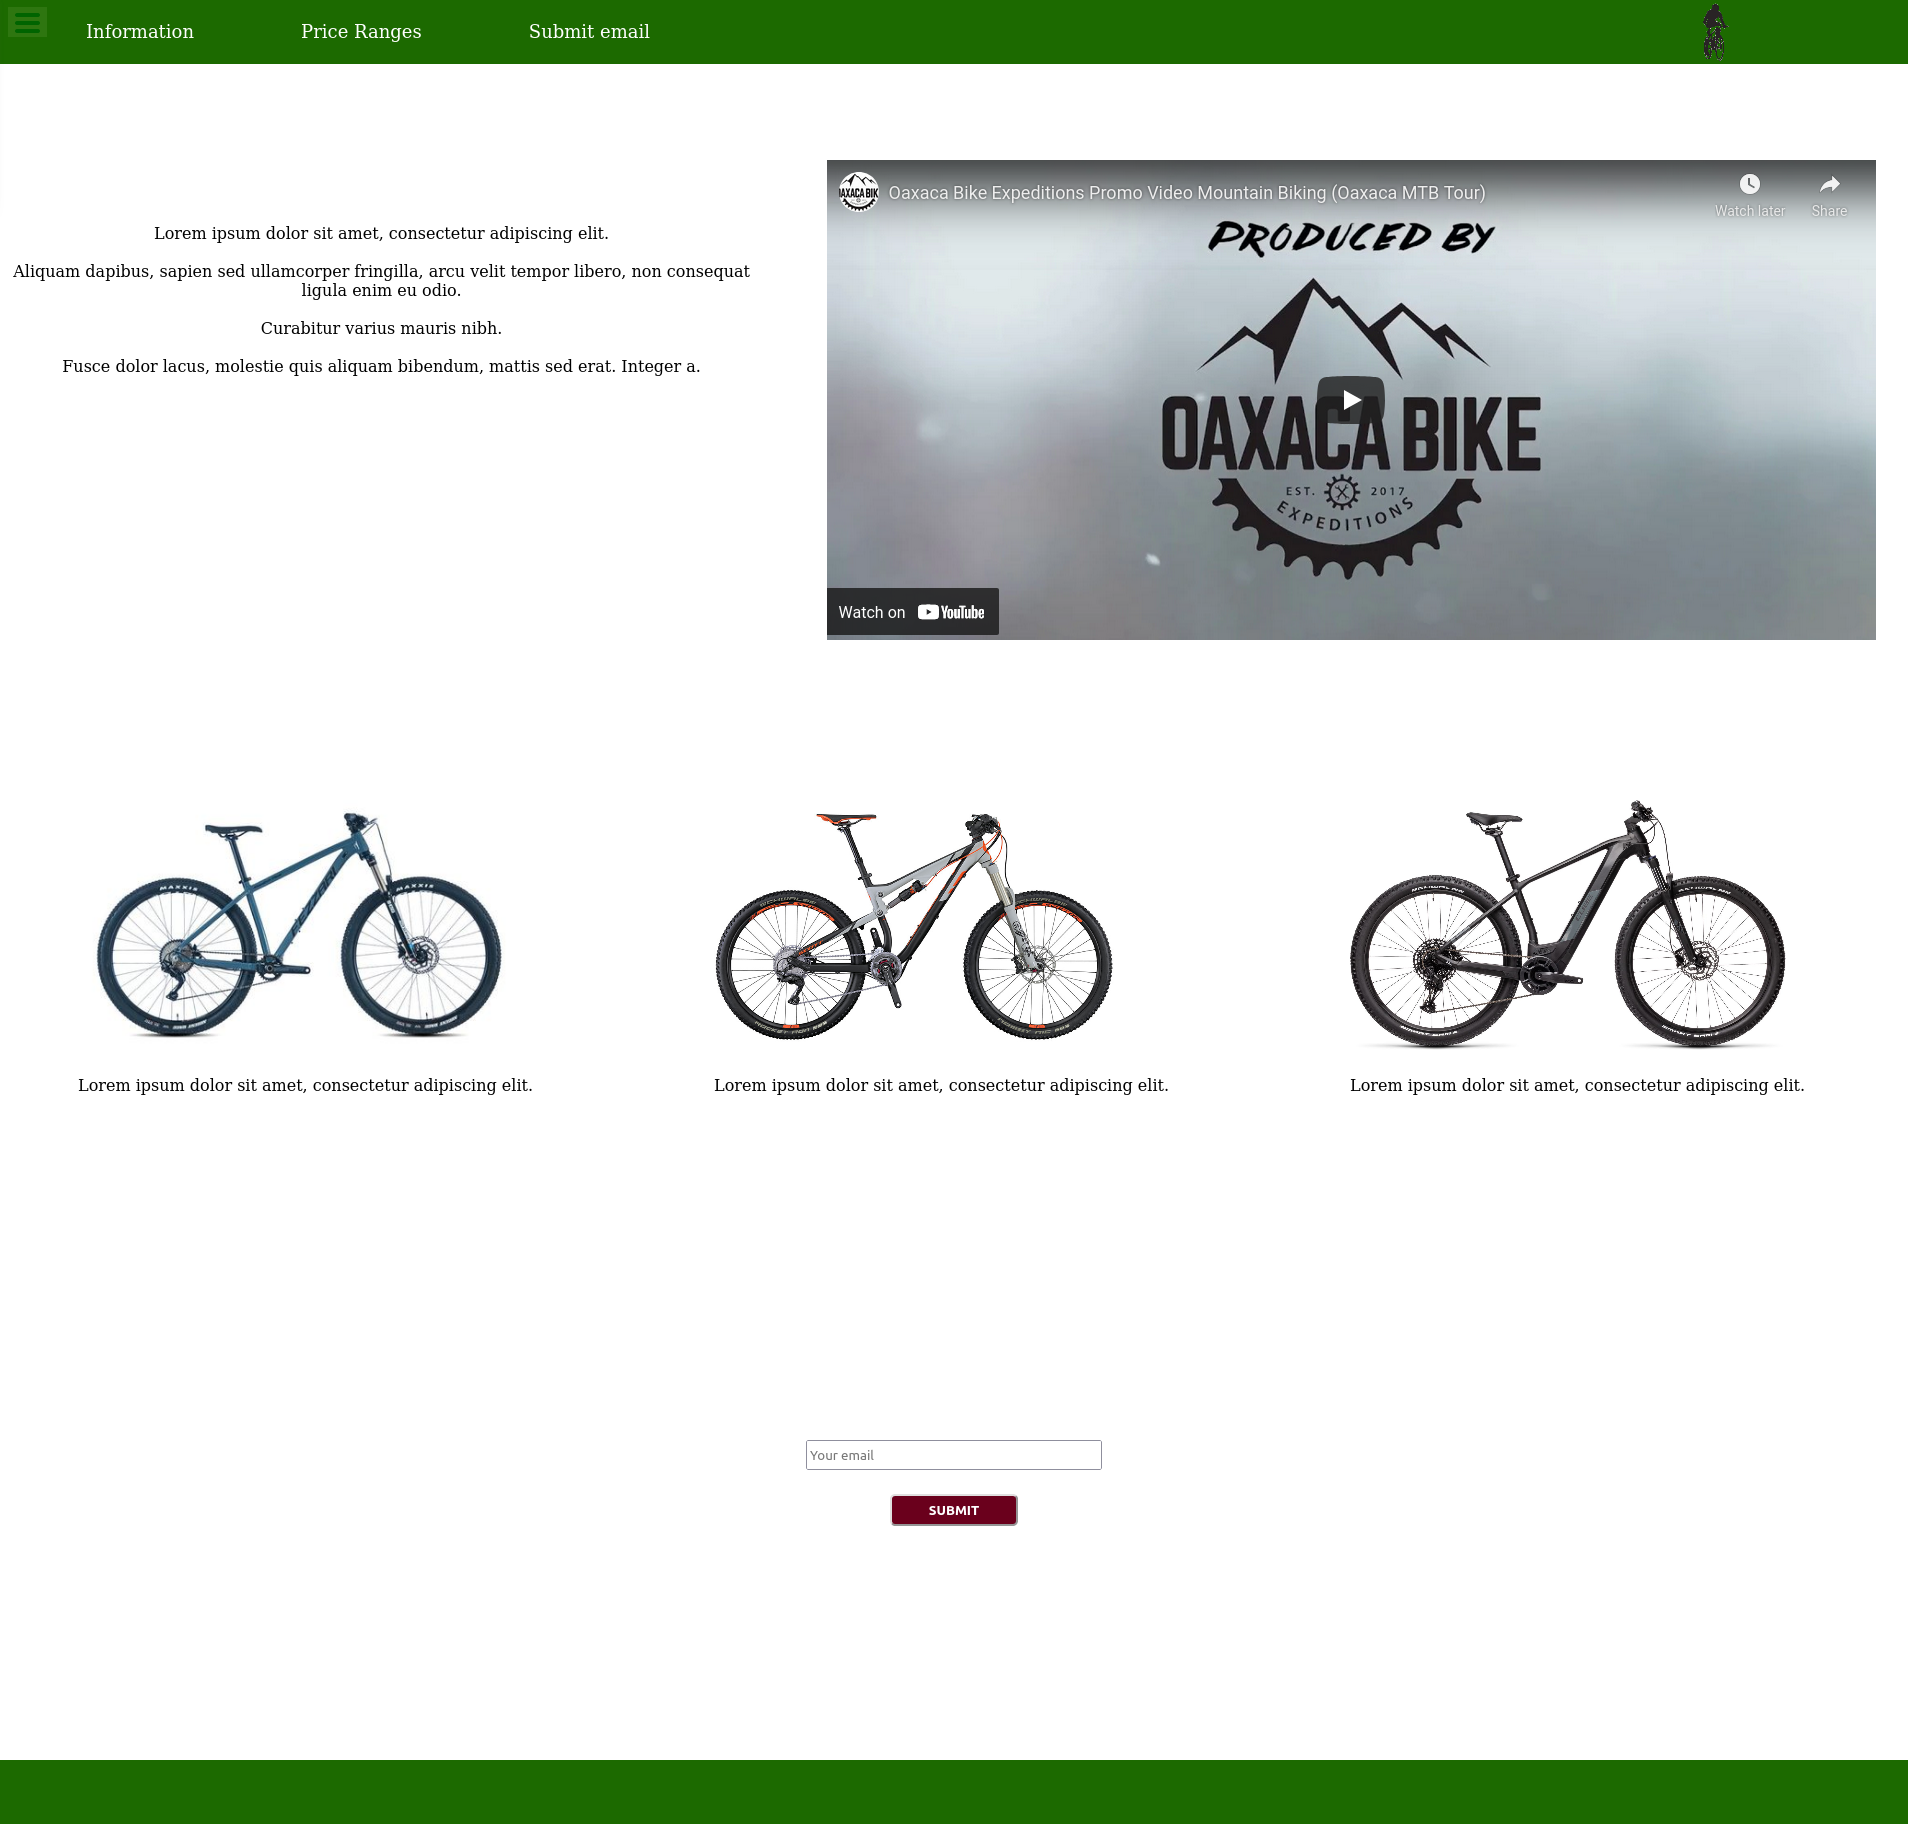 Information
Price Ranges
Submit email
Lorem ipsum dolor sit amet, consectetur adipiscing elit.
Aliquam dapibus, sapien sed ullamcorper fringilla, arcu velit tempor libero, non consequat
ligula enim eu odio.
Curabitur varius mauris nibh.
Fusce dolor lacus, molestie quis aliquam bibendum, mattis sed erat. Integer a.
OAXACA BIKE
Oaxaca Bike Expeditions Promo Video Mountain Biking (Oaxaca MTB Tour)
Watch later
Share
PRODUCED BY
OAXACA BIKE
EST. 2017
EXPEDITIONS
Watch on YouTube
MAXXIS
MAXXIS
SCHWALBE
SCHWALBE
Lorem ipsum dolor sit amet, consectetur adipiscing elit.
Lorem ipsum dolor sit amet, consectetur adipiscing elit.
Lorem ipsum dolor sit amet, consectetur adipiscing elit.
Your email
SUBMIT